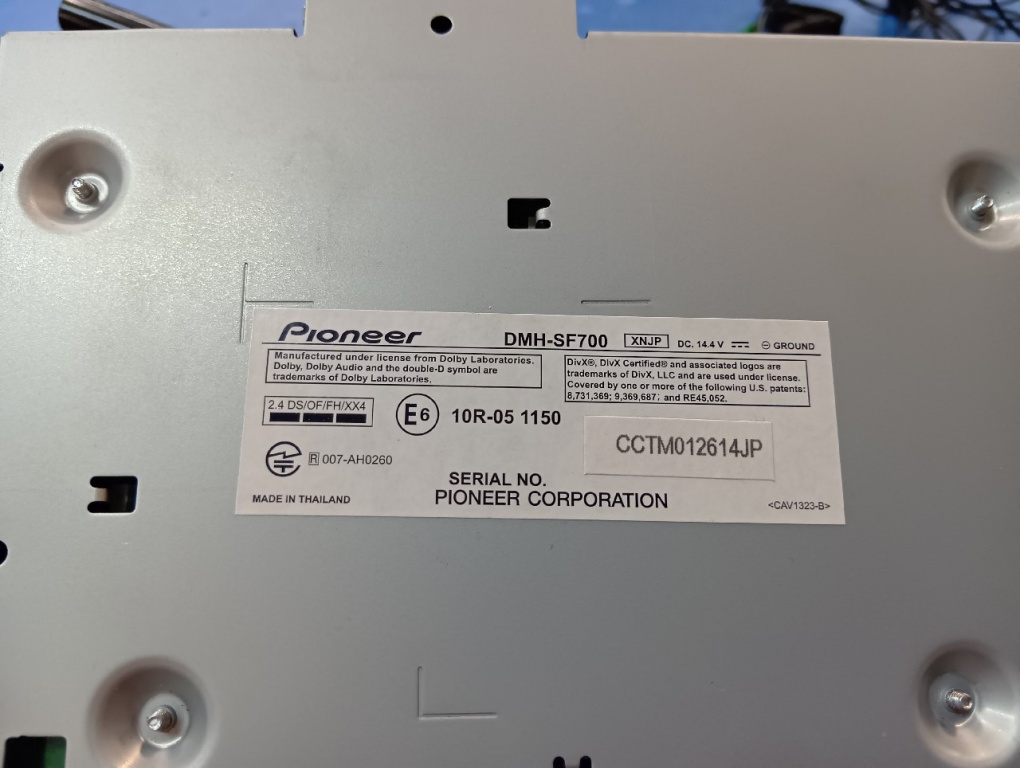 Pioneer DMH-SF700 XNJP DC. 14.4 V ⎓ ⊖ GROUND
Manufactured under license from Dolby Laboratories.
Dolby, Dolby Audio and the double-D symbol are
trademarks of Dolby Laboratories.
DivX®, DivX Certified® and associated logos are
trademarks of DivX, LLC and are used under license.
Covered by one or more of the following U.S. patents:
8,731,369; 9,369,687; and RE45,052.
2.4 DS/OF/FH/XX4
E6 10R-05 1150
CCTM012614JP
R 007-AH0260
SERIAL NO.
MADE IN THAILAND
PIONEER CORPORATION
<CAV1323-B>